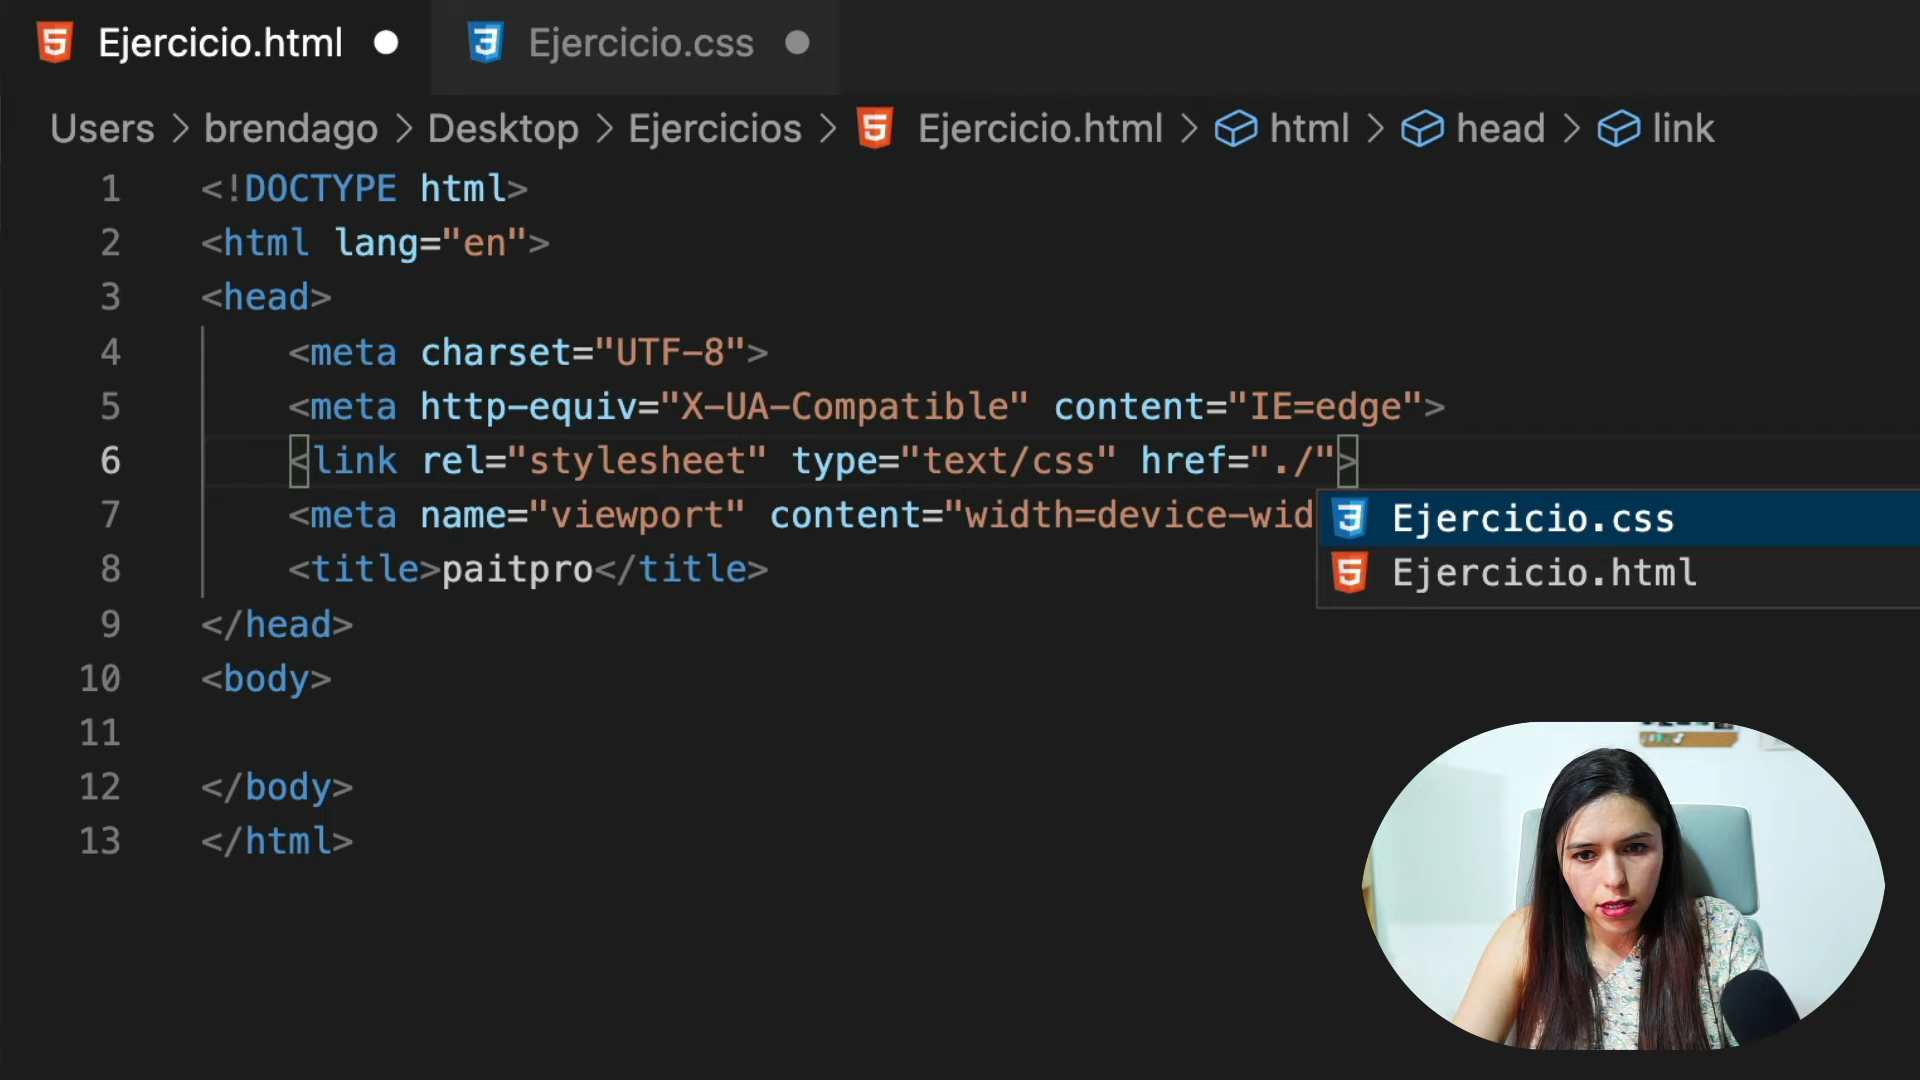 Ejercicio.html Ejercicio.css
Users > brendago > Desktop > Ejercicios > Ejercicio.html > html > head > link
1 <!DOCTYPE html>
2 <html lang="en">
3 <head>
4 <meta charset="UTF-8">
5 <meta http-equiv="X-UA-Compatible" content="IE=edge">
6 <link rel="stylesheet" type="text/css" href="./">
7 <meta name="viewport" content="width=device-wid
Ejercicio.css
Ejercicio.html
8 <title>paitpro</title>
9 </head>
10 <body>
11
12 </body>
13 </html>